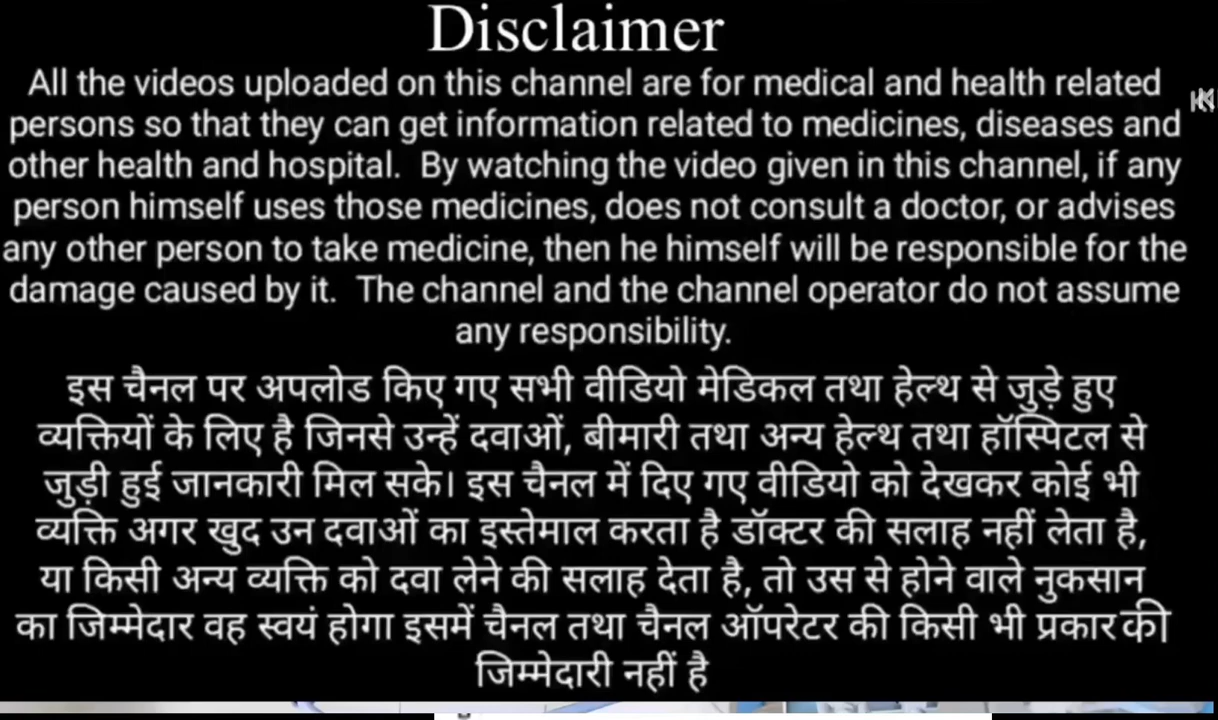 Disclaimer
All the videos uploaded on this channel are for medical and health related
persons so that they can get information related to medicines, diseases and
other health and hospital. By watching the video given in this channel, if any
person himself uses those medicines, does not consult a doctor, or advises
any other person to take medicine, then he himself will be responsible for the
damage caused by it. The channel and the channel operator do not assume
any responsibility.
इस चैनल पर अपलोड किए गए सभी वीडियो मेडिकल तथा हेल्थ से जुड़े हुए
व्यक्तियों के लिए है जिनसे उन्हें दवाओं, बीमारी तथा अन्य हेल्थ तथा हॉस्पिटल से
जुड़ी हुई जानकारी मिल सके। इस चैनल में दिए गए वीडियो को देखकर कोई भी
व्यक्ति अगर खुद उन दवाओं का इस्तेमाल करता है डॉक्टर की सलाह नहीं लेता है,
या किसी अन्य व्यक्ति को दवा लेने की सलाह देता है, तो उस से होने वाले नुकसान
का जिम्मेदार वह स्वयं होगा इसमें चैनल तथा चैनल ऑपरेटर की किसी भी प्रकार की
जिम्मेदारी नहीं है